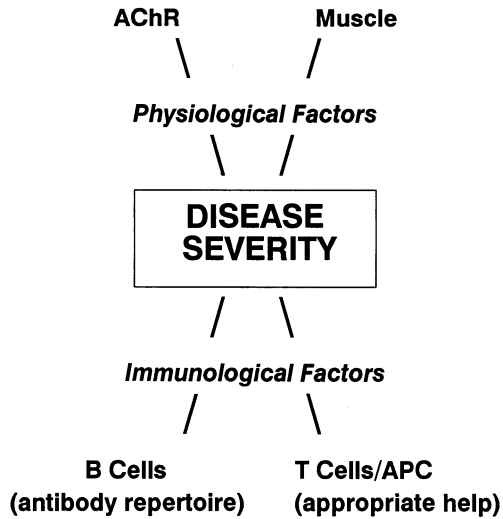 AChR Muscle
Physiological Factors
DISEASE
SEVERITY
Immunological Factors
B Cells T Cells/APC
(antibody repertoire) (appropriate help)